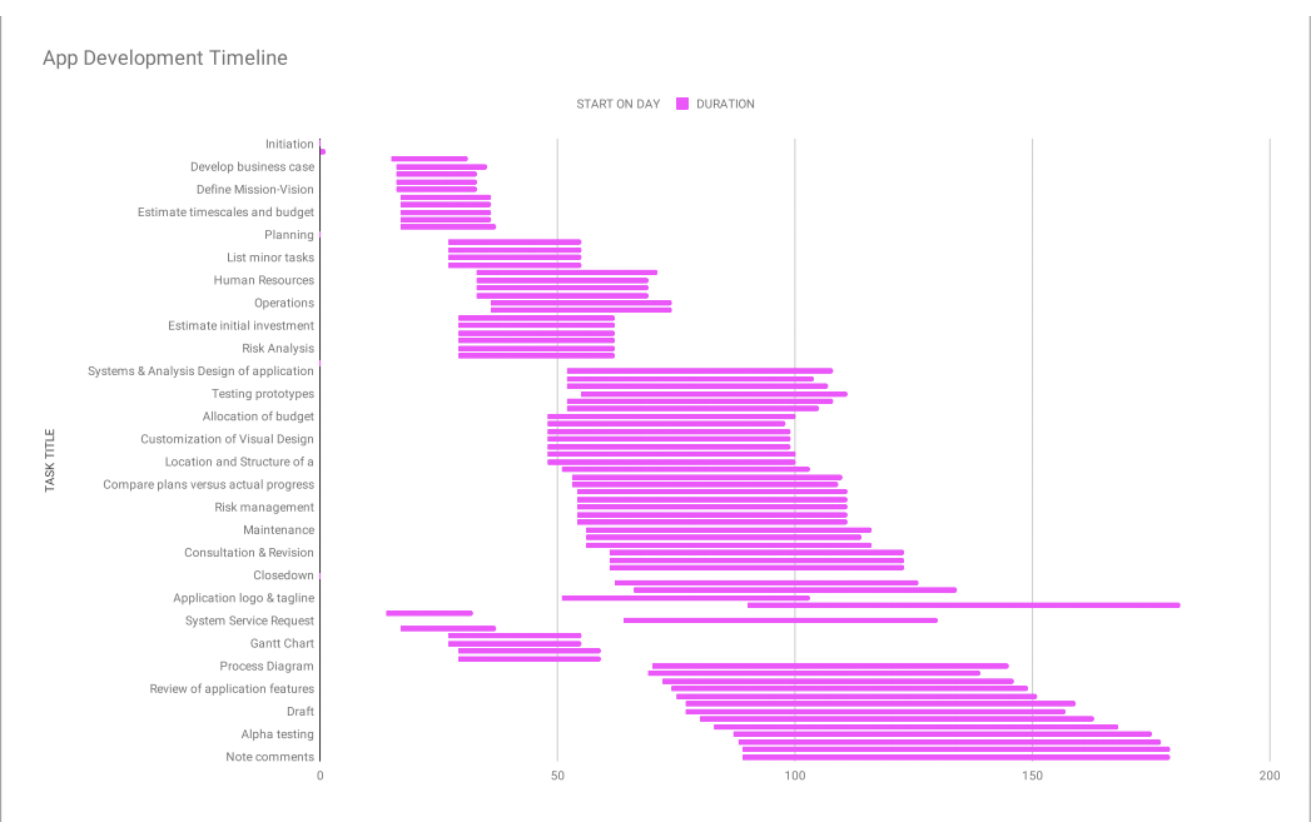 App Development Timeline
START ON DAY DURATION
TASK TITLE
Initiation
Develop business case
Define Mission-Vision
Estimate timescales and budget
Planning
List minor tasks
Human Resources
Operations
Estimate initial investment
Risk Analysis
Systems & Analysis Design of application
Testing prototypes
Allocation of budget
Customization of Visual Design
Location and Structure of a
Compare plans versus actual progress
Risk management
Maintenance
Consultation & Revision
Closedown
Application logo & tagline
System Service Request
Gantt Chart
Process Diagram
Review of application features
Draft
Alpha testing
Note comments
0 50 100 150 200